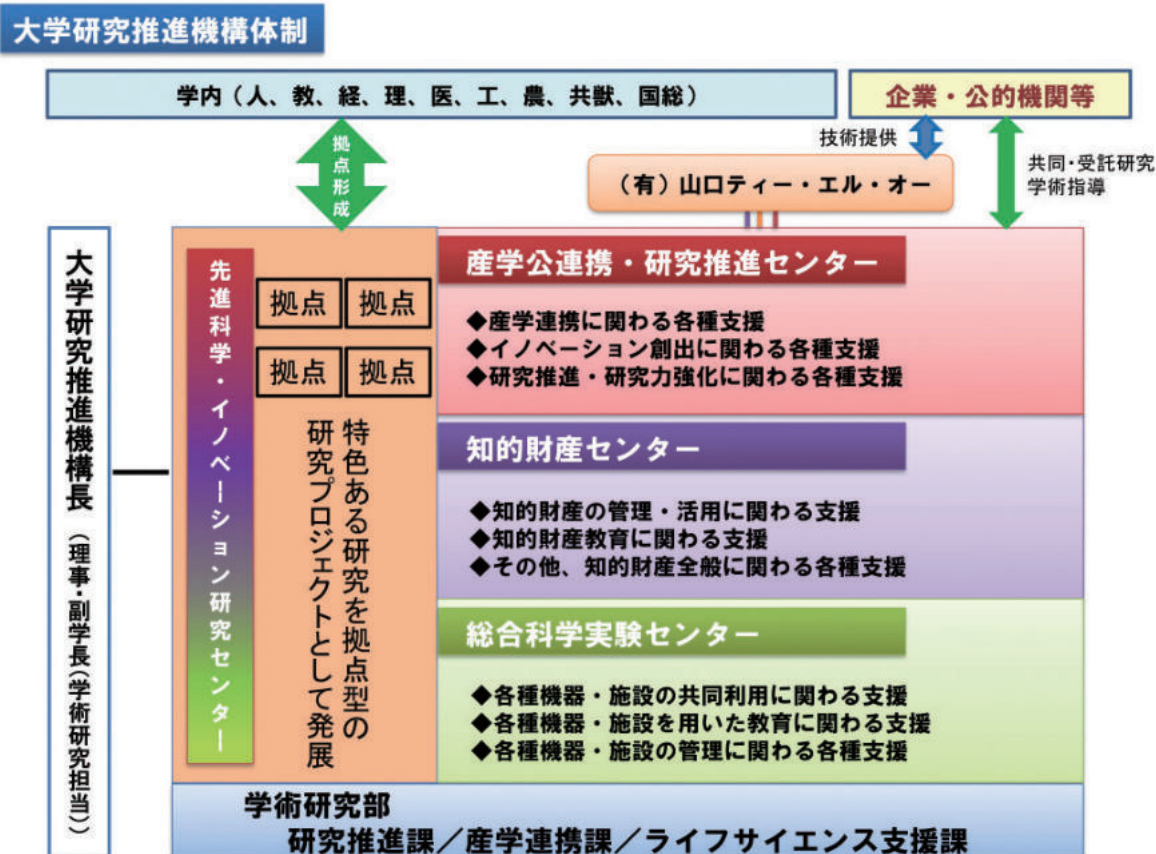 大学研究推進機構体制
学内（人、教、経、理、医、工、農、共獣、国総）
企業・公的機関等
拠点形成
技術提供
（有）山口ティー・エル・オー
共同・受託研究
学術指導
大学研究推進機構長（理事・副学長（学術研究担当））
先進科学・イノベーション研究センター
拠点 拠点
拠点 拠点
特色ある研究を拠点型の
研究プロジェクトとして発展
産学公連携・研究推進センター
◆産学連携に関わる各種支援
◆イノベーション創出に関わる各種支援
◆研究推進・研究力強化に関わる各種支援
知的財産センター
◆知的財産の管理・活用に関わる支援
◆知的財産教育に関わる支援
◆その他、知的財産全般に関わる各種支援
総合科学実験センター
◆各種機器・施設の共同利用に関わる支援
◆各種機器・施設を用いた教育に関わる支援
◆各種機器・施設の管理に関わる各種支援
学術研究部
研究推進課／産学連携課／ライフサイエンス支援課